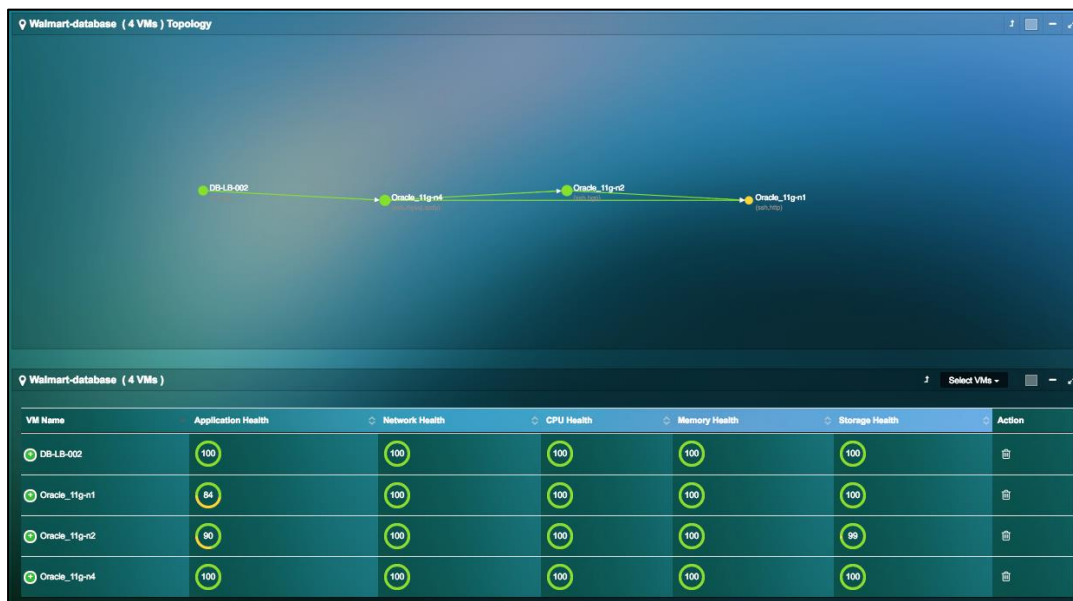 Walmart-database ( 4 VMs ) Topology
DB-LB-002
Oracle_11g-n4
Oracle_11g-n2
Oracle_11g-n1
(ssh,http)
Walmart-database ( 4 VMs )
Select VMs
VM Name Application Health Network Health CPU Health Memory Health Storage Health Action
DB-LB-002 100 100 100 100 100
Oracle_11g-n1 84 100 100 100 100
Oracle_11g-n2 90 100 100 100 99
Oracle_11g-n4 100 100 100 100 100